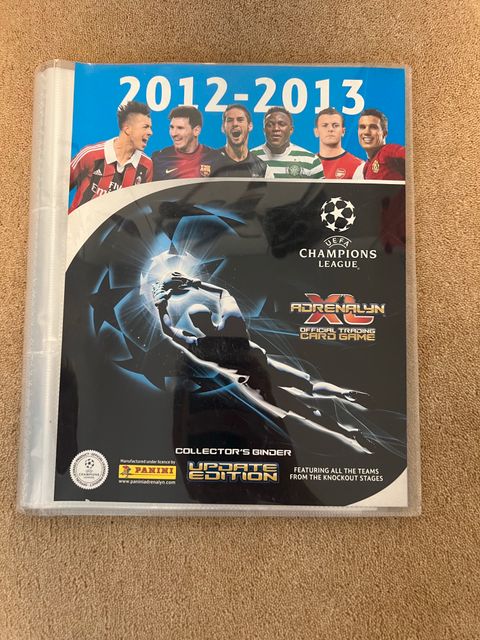 2012-2013
UEFA
CHAMPIONS
LEAGUE
ADRENALYN
XL
OFFICIAL TRADING
CARD GAME
COLLECTOR'S BINDER
UPDATE
EDITION
Manufactured under licence by
PANINI
www.paniniadrenalyn.com
FEATURING ALL THE TEAMS
FROM THE KNOCKOUT STAGES